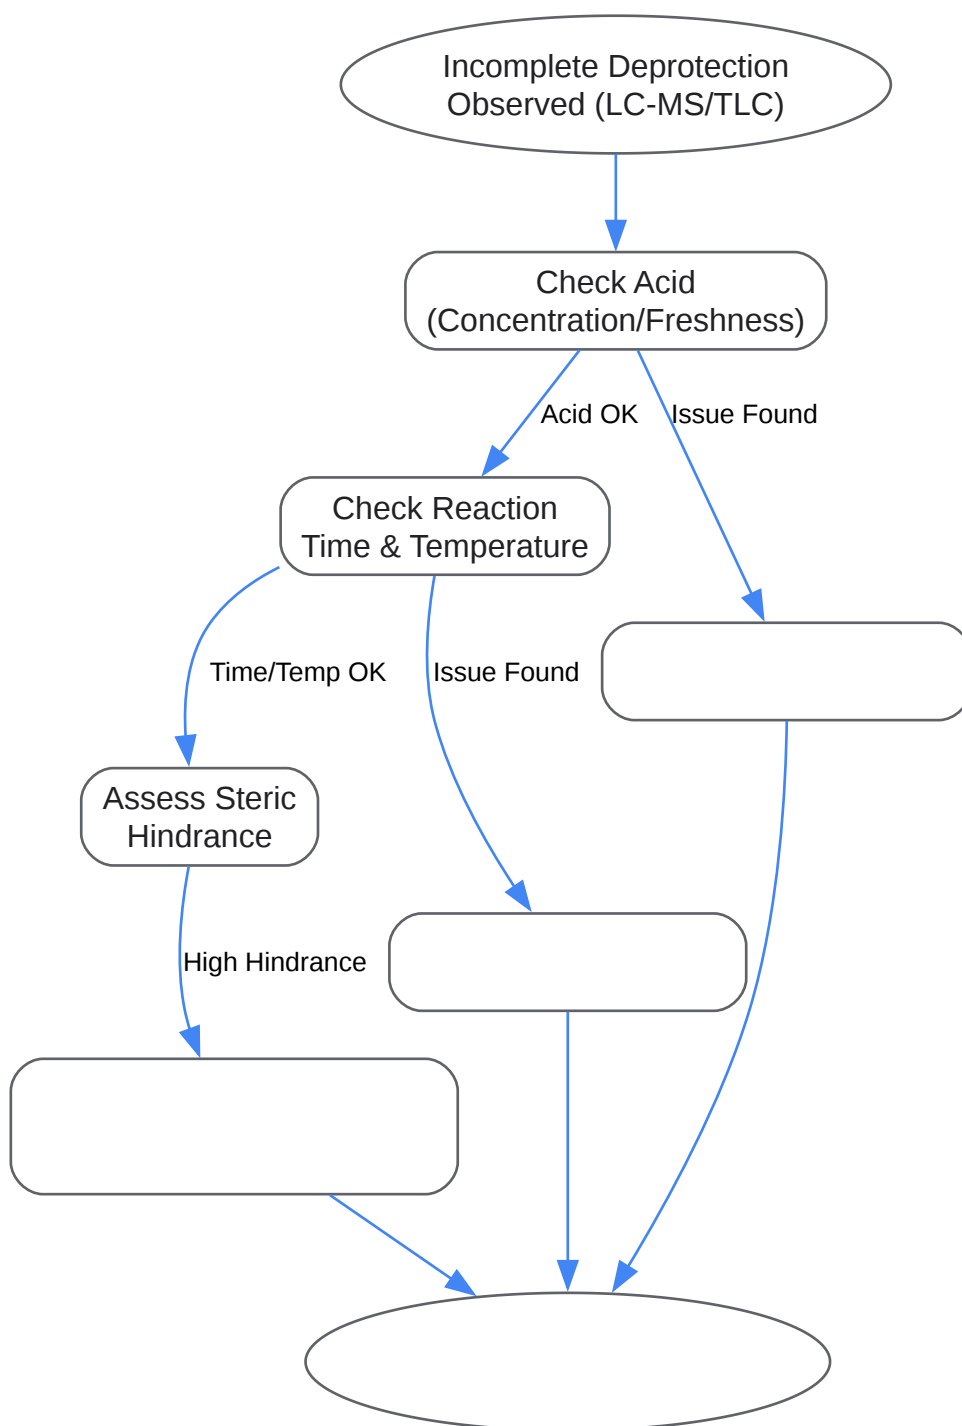 Incomplete Deprotection
Observed (LC-MS/TLC)
Check Acid
(Concentration/Freshness)
Acid OK
Issue Found
Check Reaction
Time & Temperature
Time/Temp OK
Issue Found
Assess Steric
Hindrance
High Hindrance